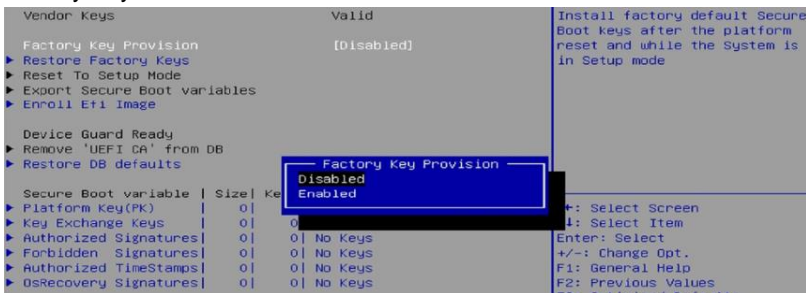 Vendor Keys Valid
Factory Key Provision [Disabled]
Restore Factory Keys
Reset To Setup Mode
Export Secure Boot variables
Enroll Efi Image
Device Guard Ready
Remove 'UEFI CA' from DB
Restore DB defaults
Secure Boot variable | Size| Ke
Platform Key(PK) | 0|
Key Exchange Keys | 0| 0
Authorized Signatures| 0| 0| No Keys
Forbidden Signatures| 0| 0| No Keys
Authorized TimeStamps| 0| 0| No Keys
OsRecovery Signatures| 0| 0| No Keys
Factory Key Provision
Disabled
Enabled
Install factory default Secure
Boot keys after the platform
reset and while the System is
in Setup mode
: Select Screen
: Select Item
Enter: Select
+/-: Change Opt.
F1: General Help
F2: Previous Values